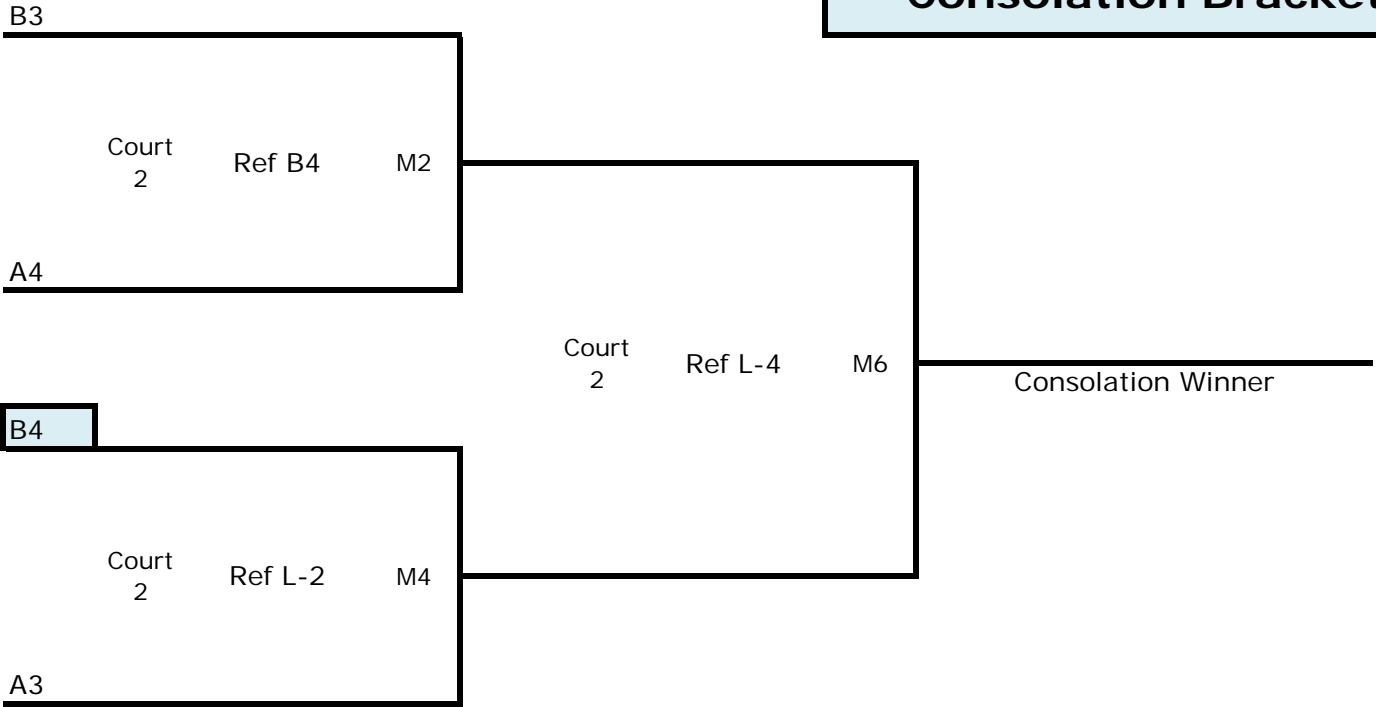 B3
Consolation Bracket
Court
2
Ref B4
M2
A4
Court
2
Ref L-4
M6
Consolation Winner
B4
Court
2
Ref L-2
M4
A3